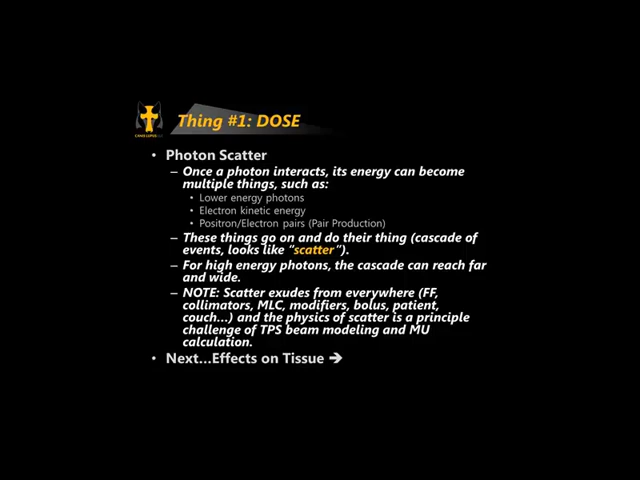 Thing #1: DOSE
• Photon Scatter
– Once a photon interacts, its energy can become
multiple things, such as:
• Lower energy photons
• Electron kinetic energy
• Positron/Electron pairs (Pair Production)
– These things go on and do their thing (cascade of
events, looks like “scatter”).
– For high energy photons, the cascade can reach far
and wide.
– NOTE: Scatter exudes from everywhere (FF,
collimators, MLC, modifiers, bolus, patient,
couch...) and the physics of scatter is a principle
challenge of TPS beam modeling and MU
calculation.
• Next...Effects on Tissue ➔